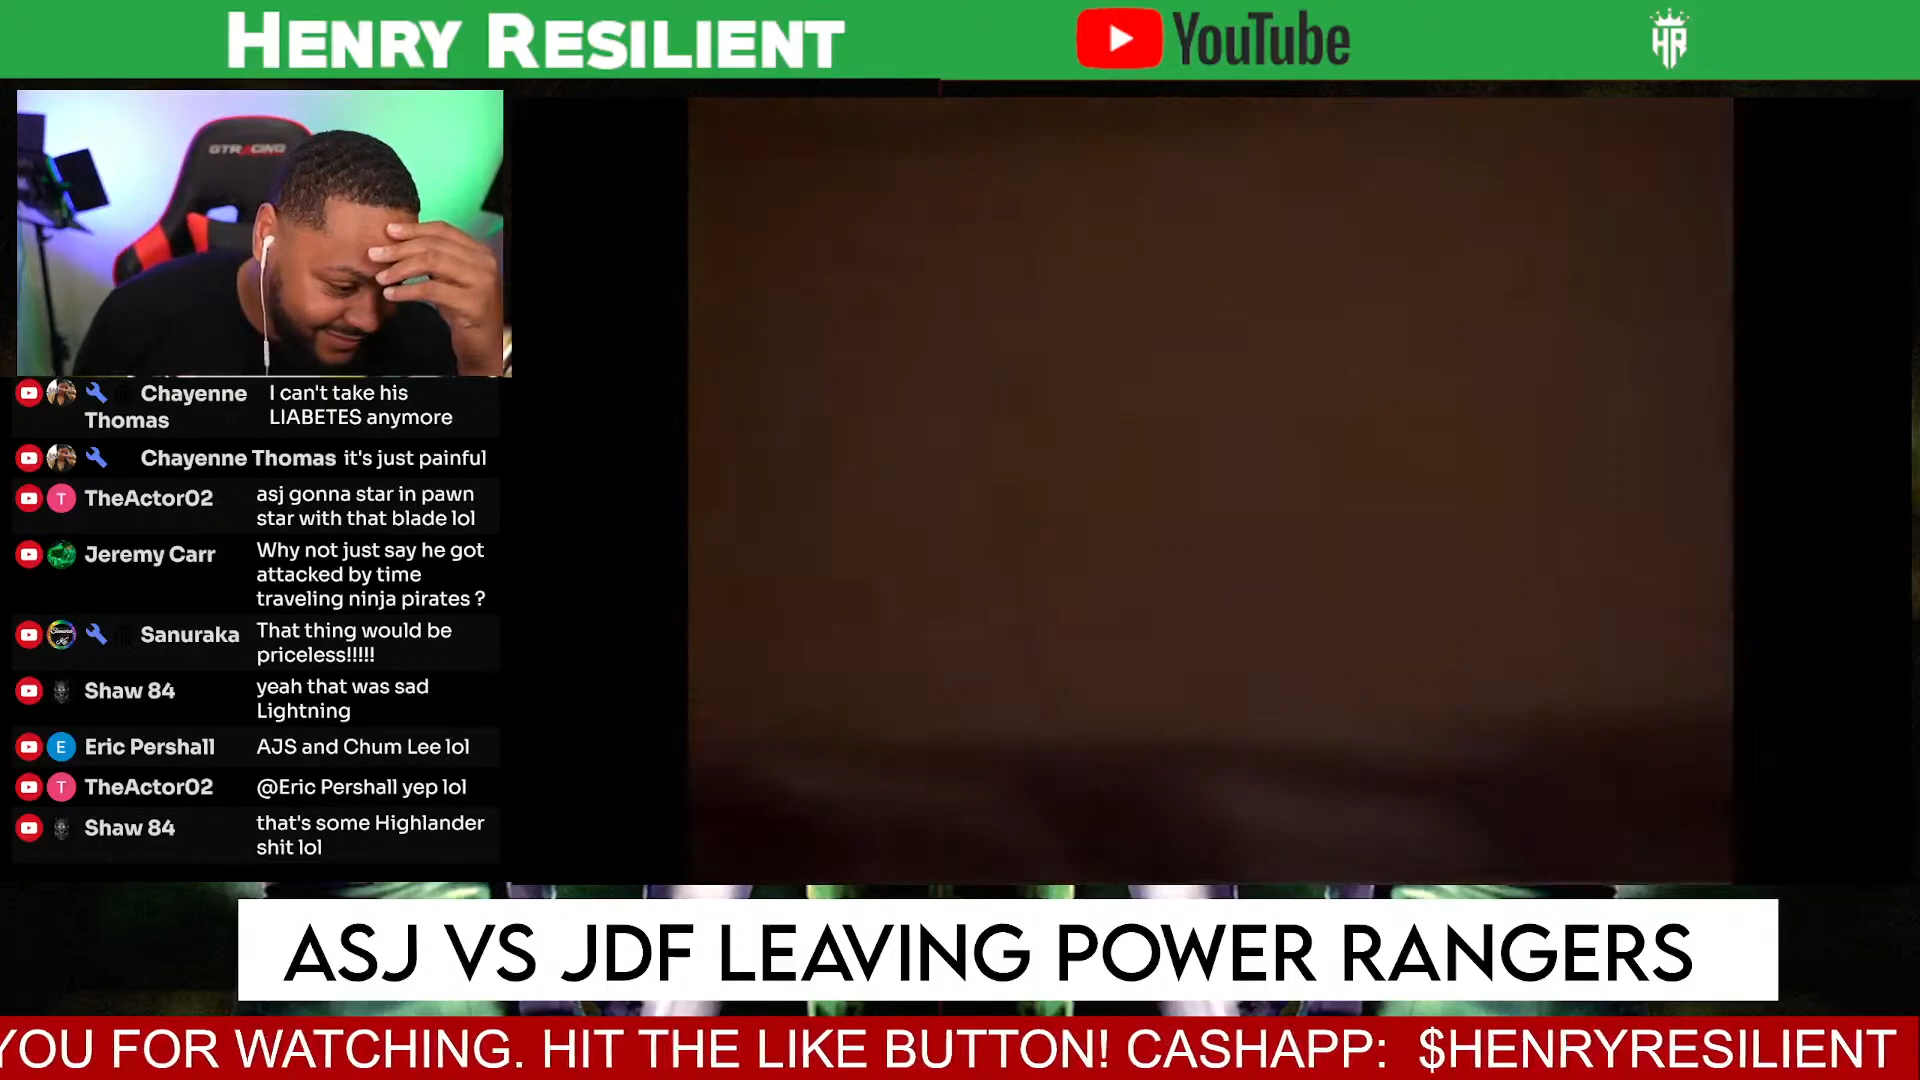 HENRY RESILIENT
YouTube
HR
GTRACING
Chayenne Thomas I can't take his
LIABETES anymore
Chayenne Thomas it's just painful
TheActor02 asj gonna star in pawn
star with that blade lol
Jeremy Carr Why not just say he got
attacked by time
traveling ninja pirates ?
Sanuraka That thing would be
priceless!!!!!
Shaw 84 yeah that was sad
Lightning
E Eric Pershall AJS and Chum Lee lol
T TheActor02 @Eric Pershall yep lol
Shaw 84 that's some Highlander
shit lol
ASJ VS JDF LEAVING POWER RANGERS
YOU FOR WATCHING. HIT THE LIKE BUTTON! CASHAPP: $HENRYRESILIENT